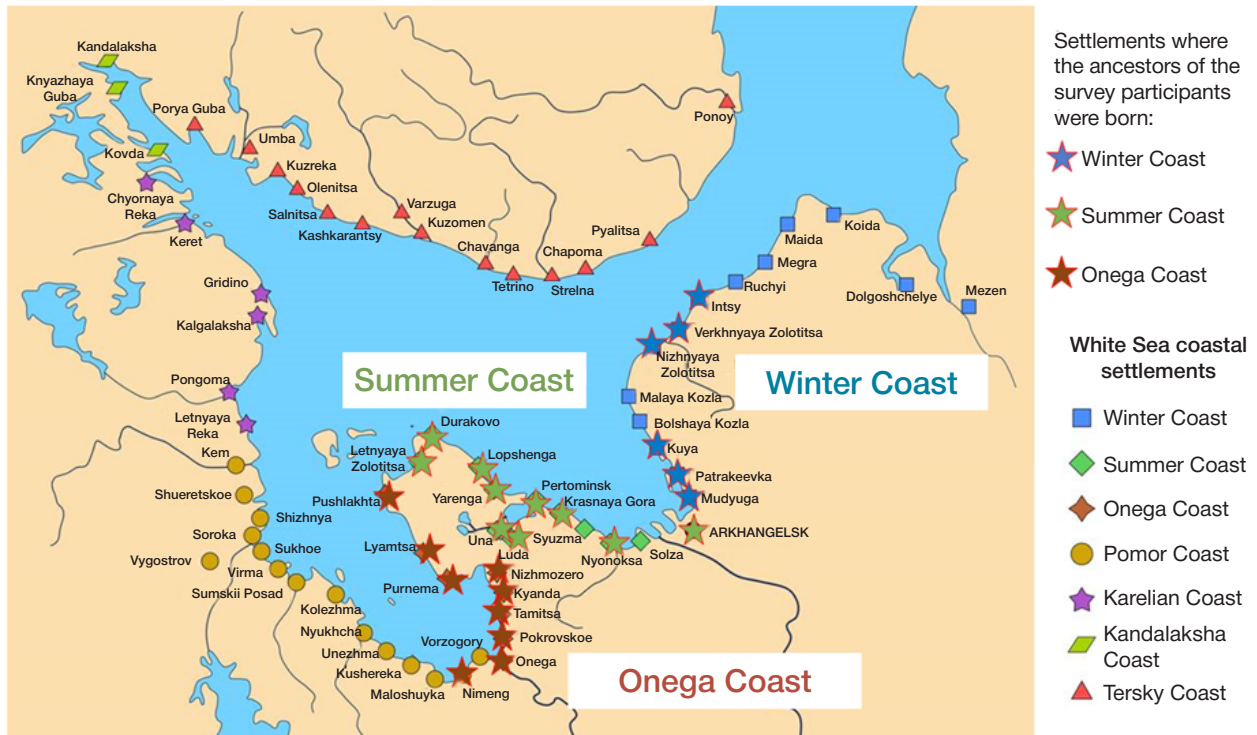 Kandalaksha
Knyazhaya
Guba
Porya Guba
Umba
Kovda
Kuzreka
Olenitsa
Chyornaya
Reka
Salnitsa
Varzuga
Kashkarantsy
Kuzomen
Keret
Chavanga
Chapoma
Pyalitsa
Tetrino
Strelna
Ponoy
Gridino
Kalgalaksha
Koida
Maida
Megra
Ruchyi
Dolgoshchelye
Mezen
Intsy
Verkhnyaya Zolotitsa
Nizhnyaya
Zolotitsa
Summer Coast
Winter Coast
Pongoma
Malaya Kozla
Letnyaya
Reka
Durakovo
Bolshaya Kozla
Kem
Letnyaya
Zolotitsa
Lopshenga
Kuya
Patrakeevka
Shueretskoe
Pushlakhta
Yarenga
Pertominsk
Krasnaya Gora
Mudyuga
Shizhnya
Soroka
Una
Syuzma
ARKHANGELSK
Sukhoe
Lyamtsa
Luda
Nyonoksa
Solza
Vygostrov
Virma
Nizhmozero
Sumskii Posad
Purnema
Kyanda
Kolezhma
Tamitsa
Nyukhcha
Vorzogory
Pokrovskoe
Unezhma
Onega
Kushereka
Maloshuyka
Nimeng
Onega Coast
Settlements where
the ancestors of the
survey participants
were born:
Winter Coast
Summer Coast
Onega Coast
White Sea coastal
settlements
Winter Coast
Summer Coast
Onega Coast
Pomor Coast
Karelian Coast
Kandalaksha
Coast
Tersky Coast